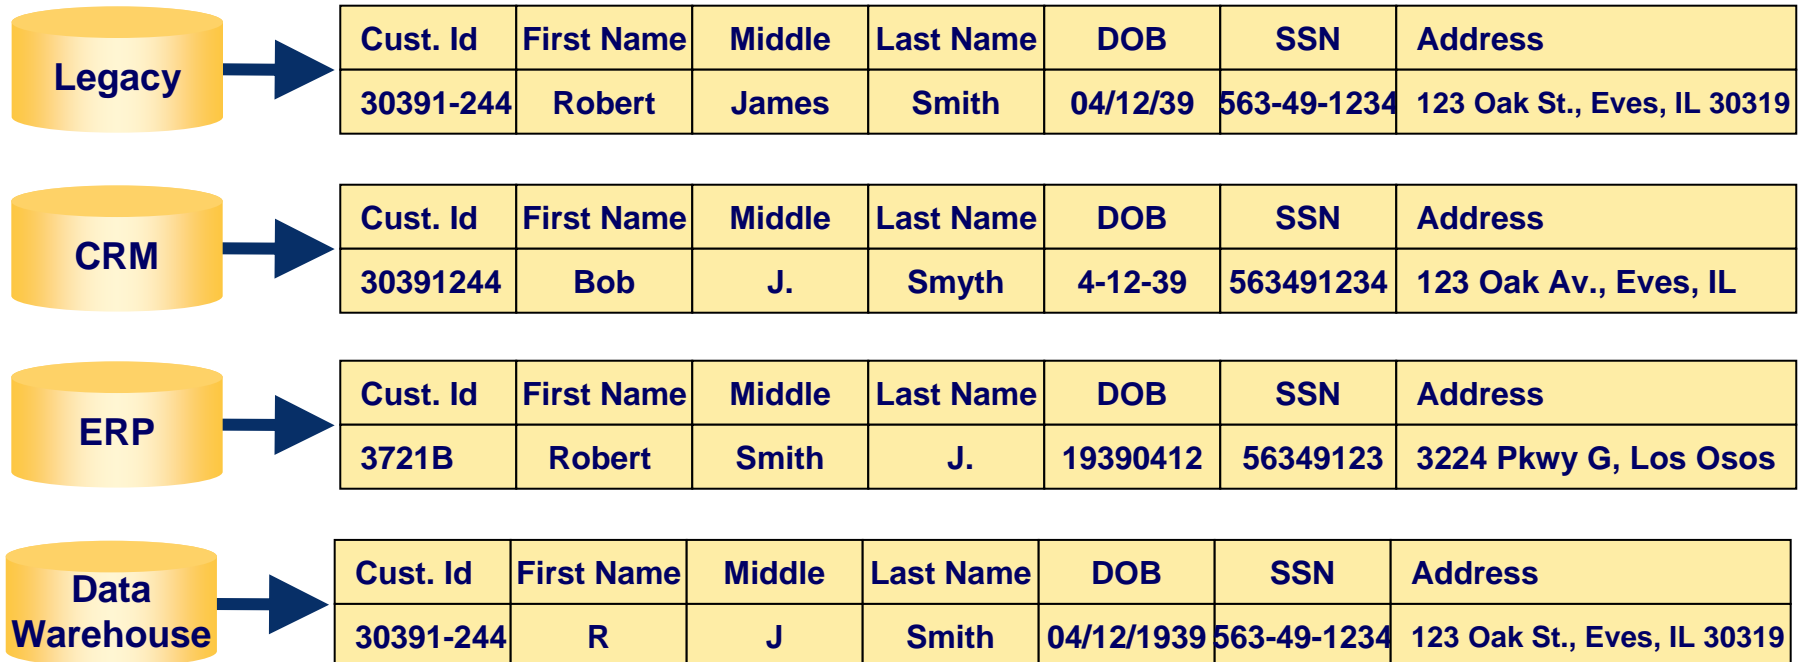 Legacy
Cust. Id First Name Middle Last Name DOB SSN Address
30391-244 Robert James Smith 04/12/39 563-49-1234 123 Oak St., Eves, IL 30319
CRM
Cust. Id First Name Middle Last Name DOB SSN Address
30391244 Bob J. Smyth 4-12-39 563491234 123 Oak Av., Eves, IL
ERP
Cust. Id First Name Middle Last Name DOB SSN Address
3721B Robert Smith J. 19390412 56349123 3224 Pkwy G, Los Osos
Data
Warehouse
Cust. Id First Name Middle Last Name DOB SSN Address
30391-244 R J Smith 04/12/1939 563-49-1234 123 Oak St., Eves, IL 30319